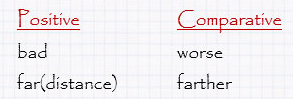 Positive Comparative
bad worse
far(distance) farther